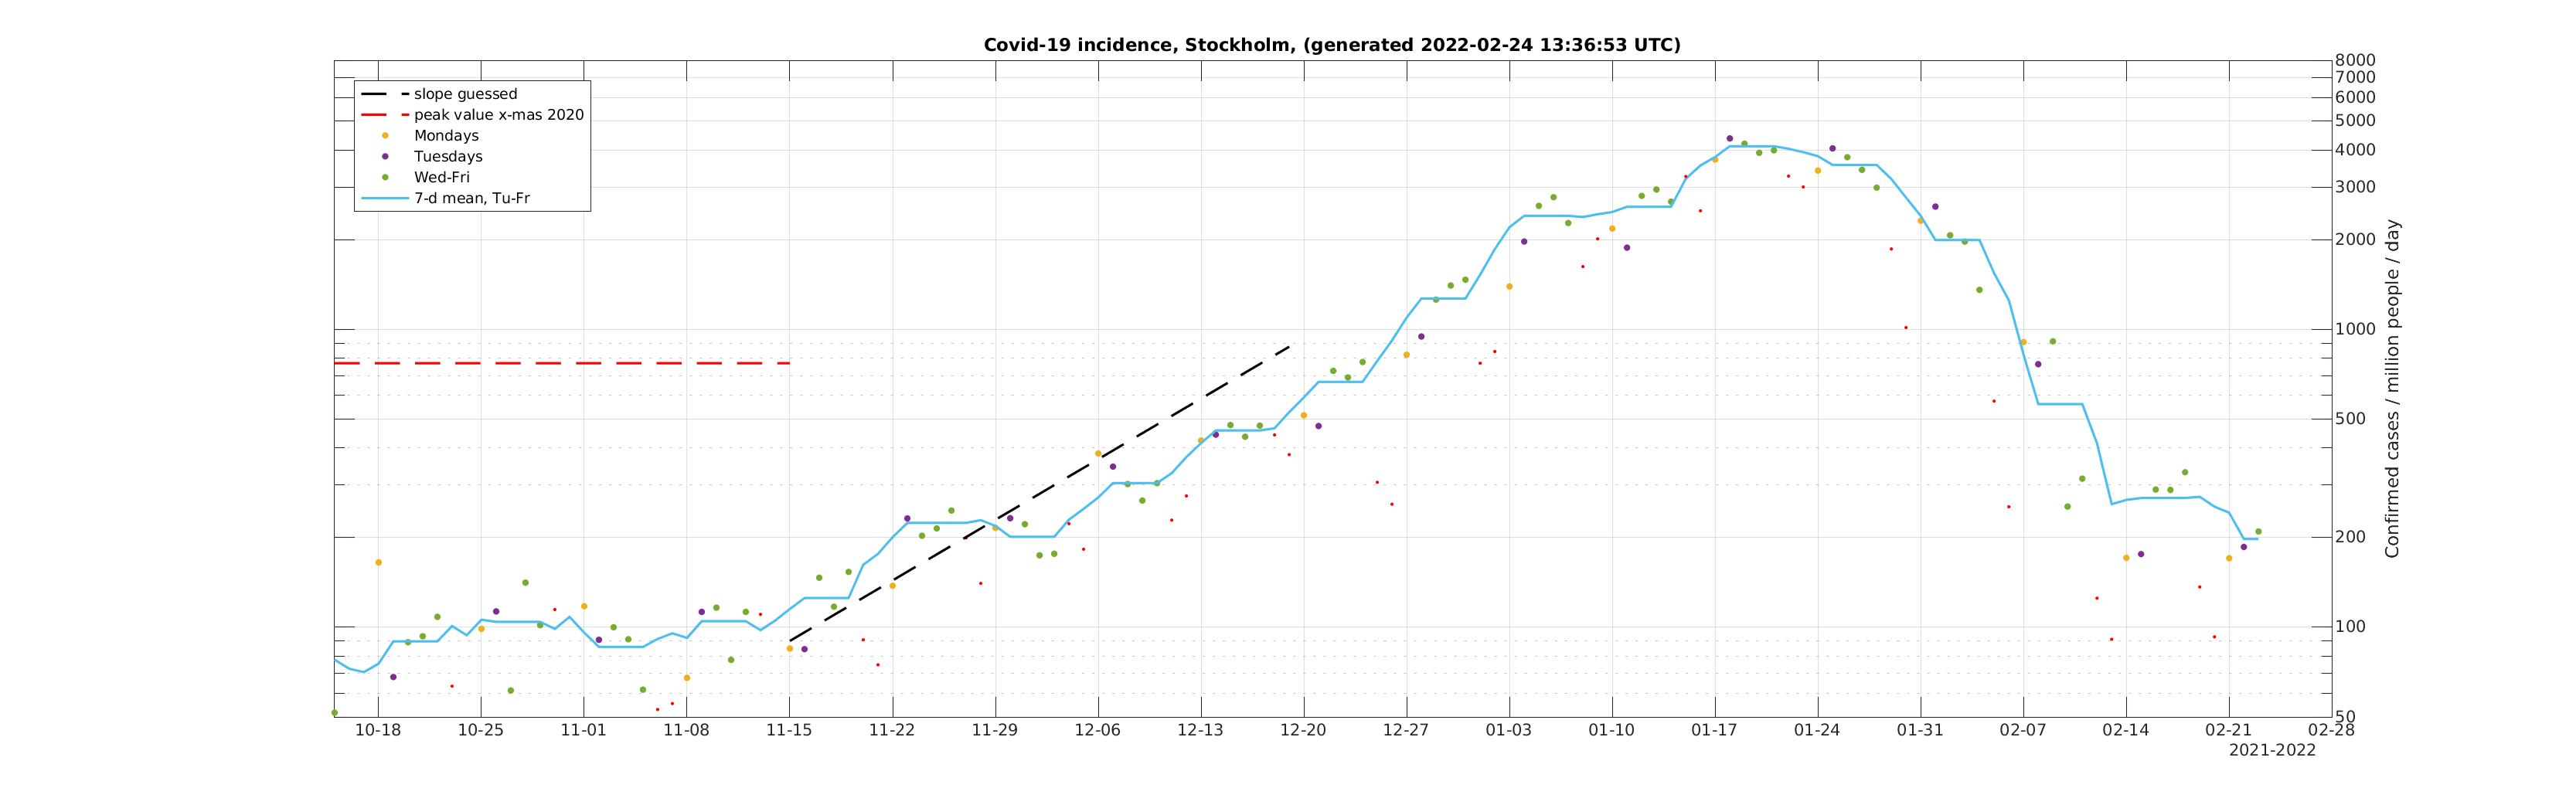 Covid-19 incidence, Stockholm, (generated 2022-02-24 13:36:53 UTC)
slope guessed
peak value x-mas 2020
Mondays
Tuesdays
Wed-Fri
7-d mean, Tu-Fr
8000
7000
6000
5000
4000
3000
2000
1000
500
200
100
50
Confirmed cases / million people / day
10-18 10-25 11-01 11-08 11-15 11-22 11-29 12-06 12-13 12-20 12-27 01-03 01-10 01-17 01-24 01-31 02-07 02-14 02-21 02-28
2021-2022